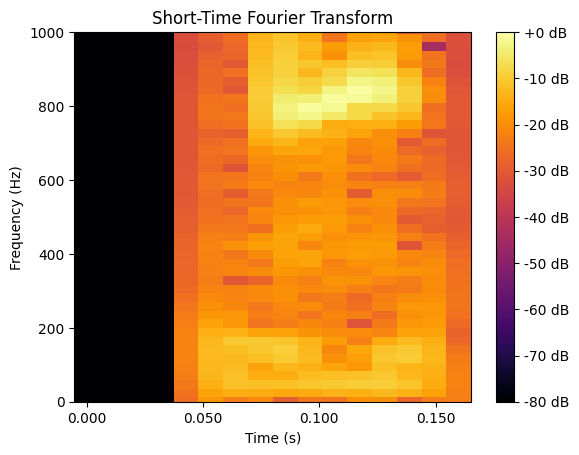 Short-Time Fourier Transform
Frequency (Hz)
1000
800
600
400
200
0
0.000
0.050
0.100
0.150
Time (s)
+0 dB
-10 dB
-20 dB
-30 dB
-40 dB
-50 dB
-60 dB
-70 dB
-80 dB